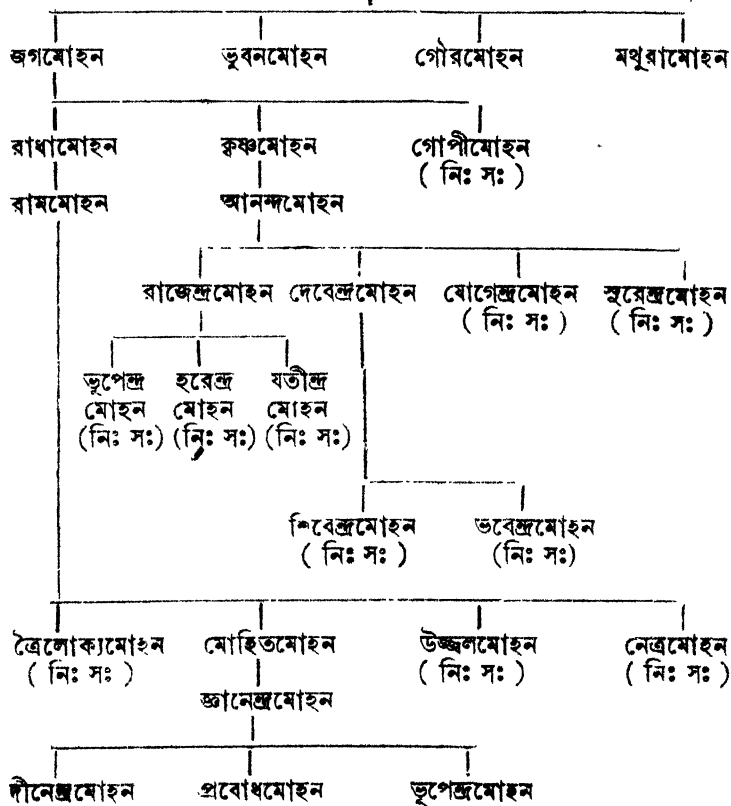 জগমোহন ভুবনমোহন গৌরমোহন মথুরামোহন
রাধামোহন কৃষ্ণমোহন গোপীমোহন
( নিঃ সঃ )
রামমোহন আনন্দমোহন
রাজেন্দ্রমোহন দেবেন্দ্রমোহন যোগেন্দ্রমোহন সুরেন্দ্রমোহন
( নিঃ সঃ ) ( নিঃ সঃ )
ভূপেন্দ্র হরেন্দ্র যতীন্দ্র
মোহন মোহন মোহন
(নিঃ সঃ) (নিঃ সঃ) (নিঃ সঃ)
শিবেন্দ্রমোহন ভবেন্দ্রমোহন
( নিঃ সঃ ) (নিঃ সঃ)
ত্রৈলোক্যমোহন মোহিতমোহন উজ্জ্বলমোহন নেত্রমোহন
( নিঃ সঃ ) ( নিঃ সঃ ) ( নিঃ সঃ )
জ্ঞানেন্দ্রমোহন
দীনেন্দ্রমোহন প্রবোধমোহন ভূপেন্দ্রমোহন